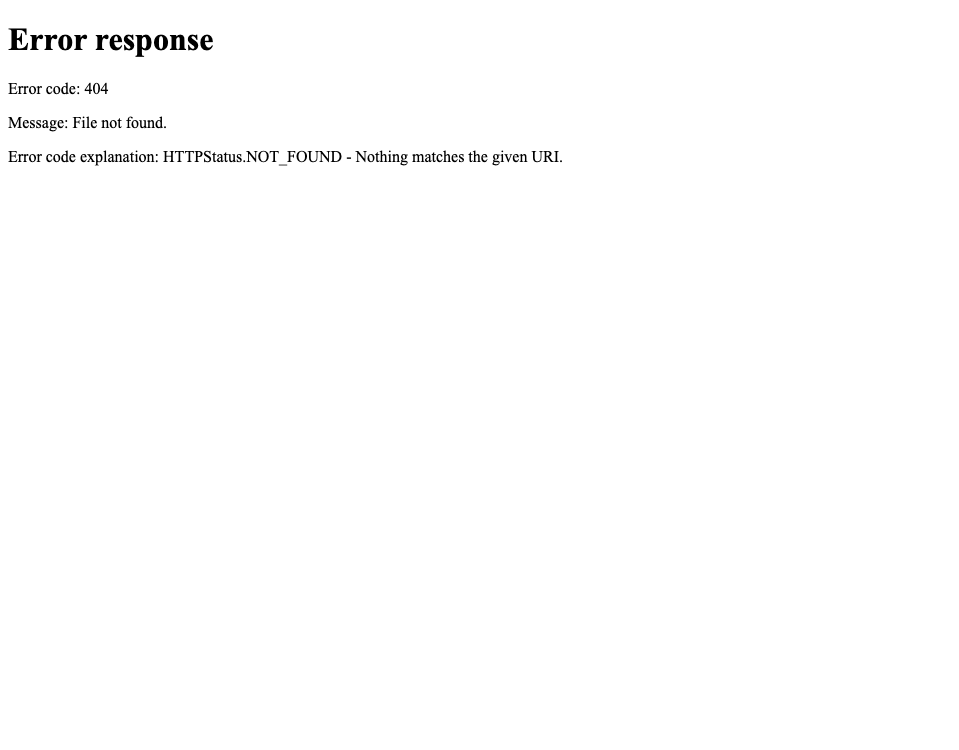 Error response
Error code: 404
Message: File not found.
Error code explanation: HTTPStatus.NOT_FOUND - Nothing matches the given URI.